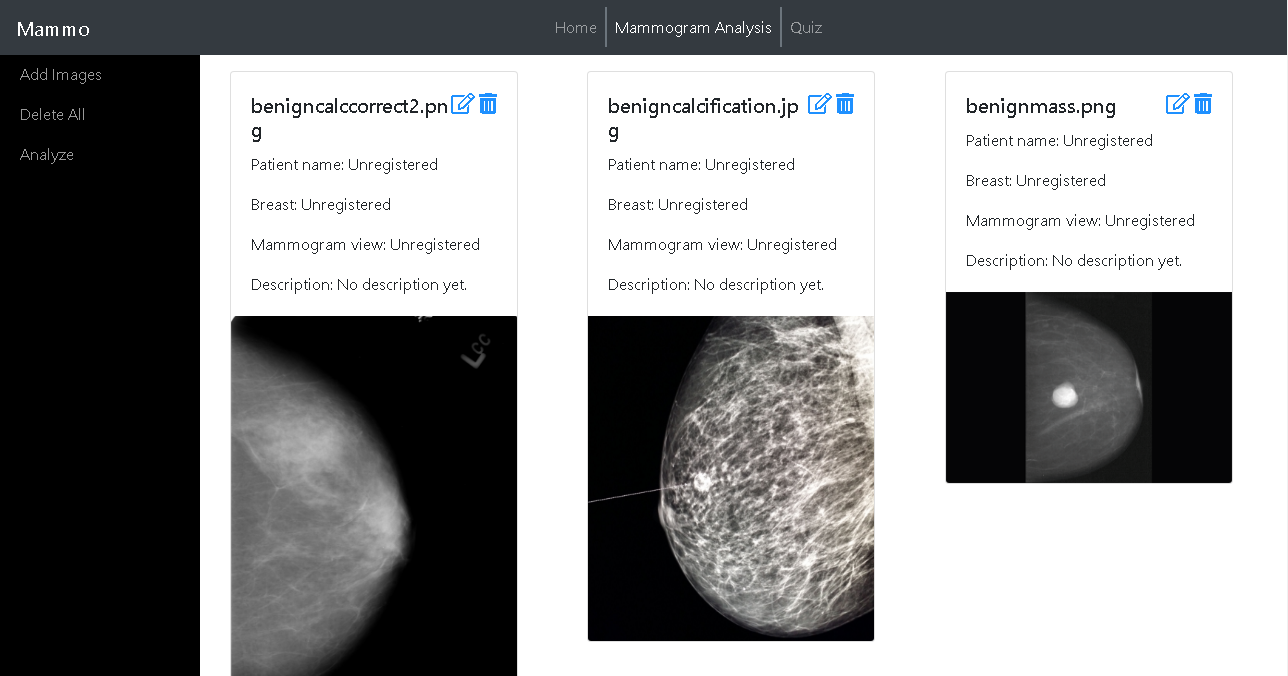 Mammo
Home
Mammogram Analysis
Quiz
Add Images
Delete All
Analyze
benigncalccorrect2.pn
g
Patient name: Unregistered
Breast: Unregistered
Mammogram view: Unregistered
Description: No description yet.
LCC
benigncalcification.jp
g
Patient name: Unregistered
Breast: Unregistered
Mammogram view: Unregistered
Description: No description yet.
benignmass.png
Patient name: Unregistered
Breast: Unregistered
Mammogram view: Unregistered
Description: No description yet.